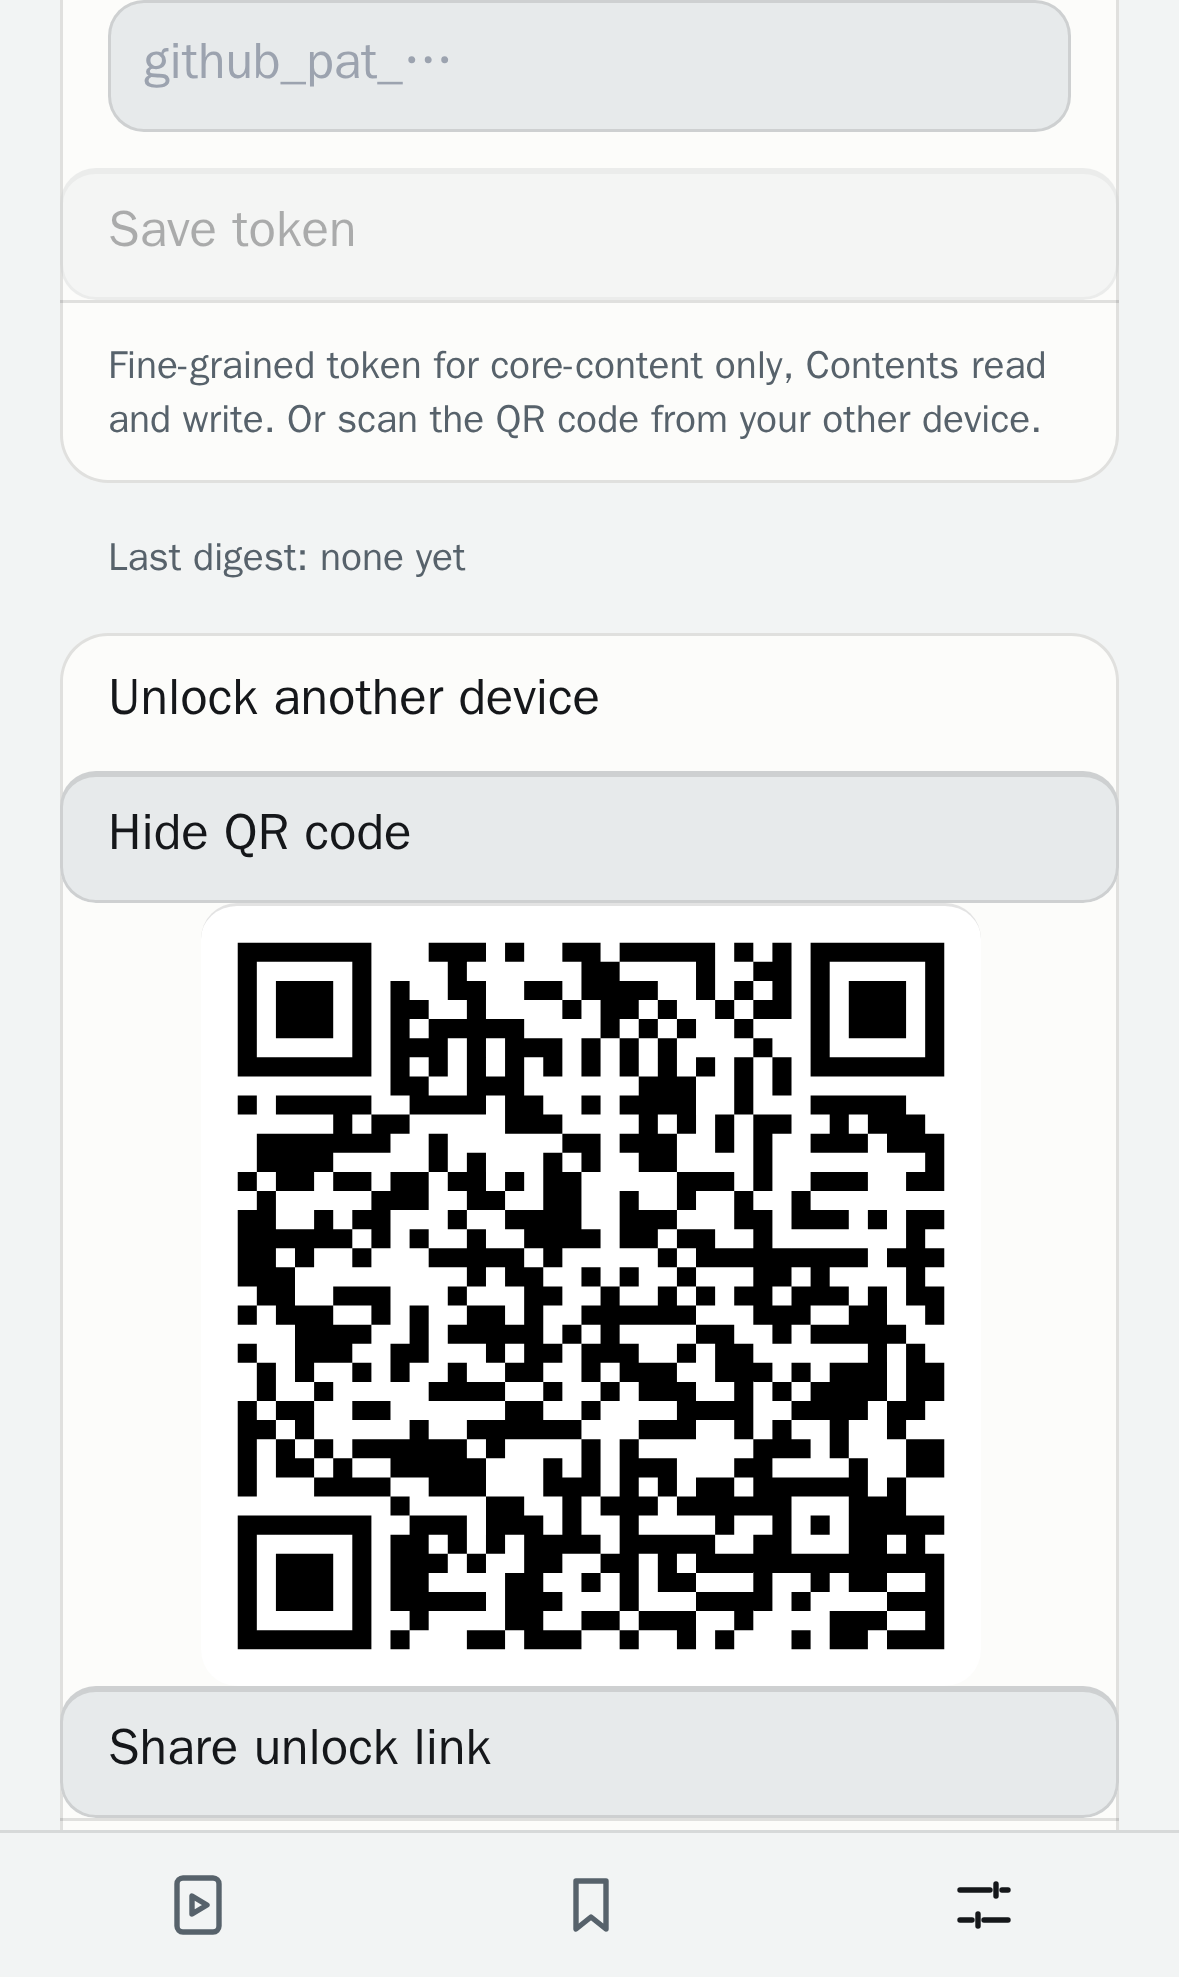 github_pat_···
Save token
Fine-grained token for core-content only, Contents read
and write. Or scan the QR code from your other device.
Last digest: none yet
Unlock another device
Hide QR code
Share unlock link